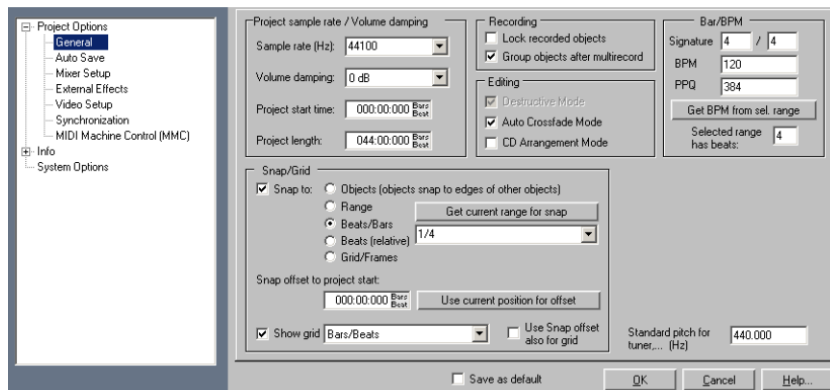 Project Options
General
Auto Save
Mixer Setup
External Effects
Video Setup
Synchronization
MIDI Machine Control (MMC)
Info
System Options
Project sample rate / Volume damping
Sample rate (Hz): 44100
Volume damping: 0 dB
Project start time: 000:00:000 Bars Beat
Project length: 044:00:000 Bars Beat
Recording
Lock recorded objects
Group objects after multirecord
Editing
Destructive Mode
Auto Crossfade Mode
CD Arrangement Mode
Bar/BPM
Signature 4 / 4
BPM 120
PPQ 384
Get BPM from sel. range
Selected range
has beats: 4
Snap/Grid
Snap to:
Objects (objects snap to edges of other objects)
Range
Get current range for snap
Beats/Bars
1/4
Beats (relative)
Grid/Frames
Snap offset to project start:
000:00:000 Bars Beat
Use current position for offset
Show grid Bars/Beats
Use Snap offset
also for grid
Standard pitch for
tuner,... (Hz) 440.000
Save as default
OK
Cancel
Help...